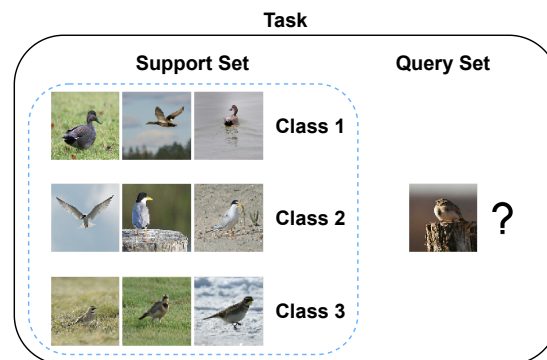 Task
Support Set
Query Set
Class 1
Class 2
?
Class 3